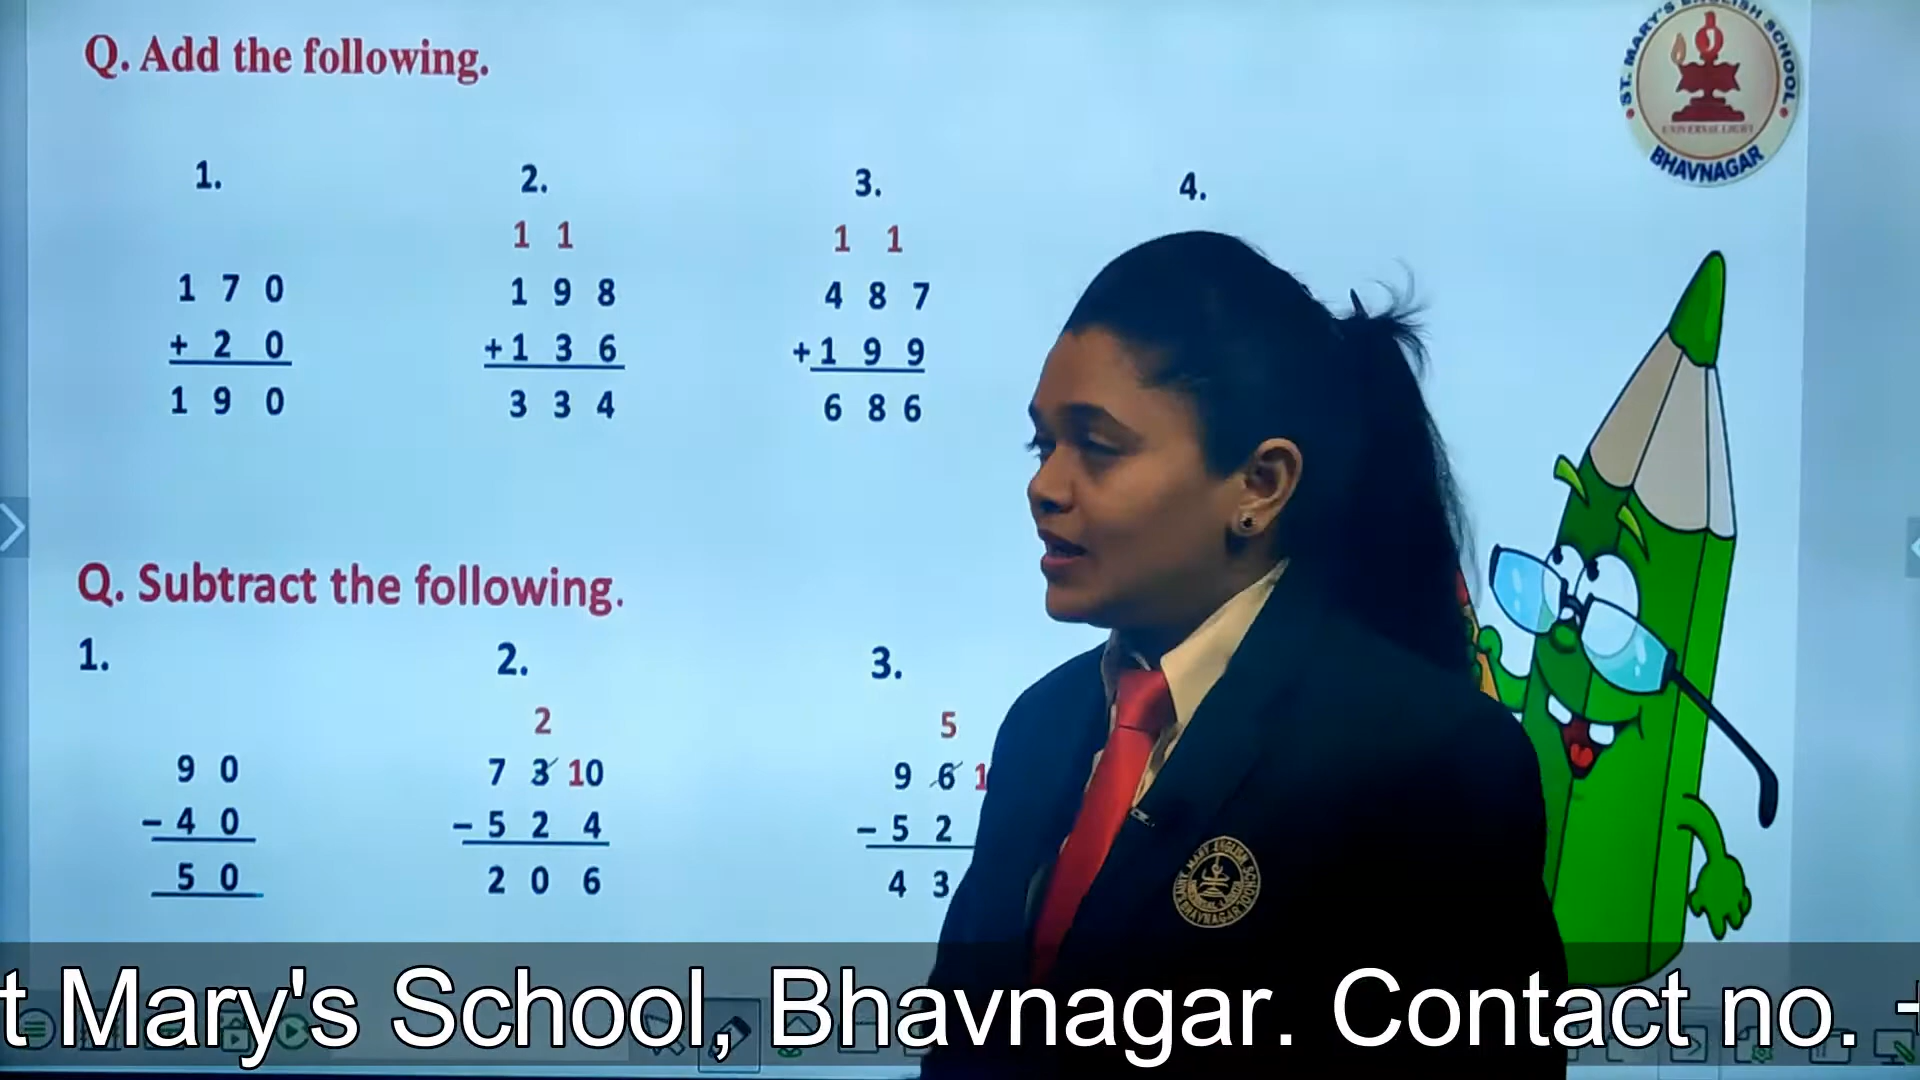 Q. Add the following.
ST. MARY'S ENGLISH SCHOOL
UNIVERSAL LIGHT
BHAVNAGAR
1. 2. 3. 4.
1 1 1 1
1 7 0 1 9 8 4 8 7
+ 2 0 +1 3 6 +1 9 9
1 9 0 3 3 4 6 8 6
Q. Subtract the following.
1. 2. 3.
2 5
9 0 7 3 10 9 6 1
- 4 0 - 5 2 4 - 5 2
5 0 2 0 6 4 3
t Mary's School, Bhavnagar. Contact no. +